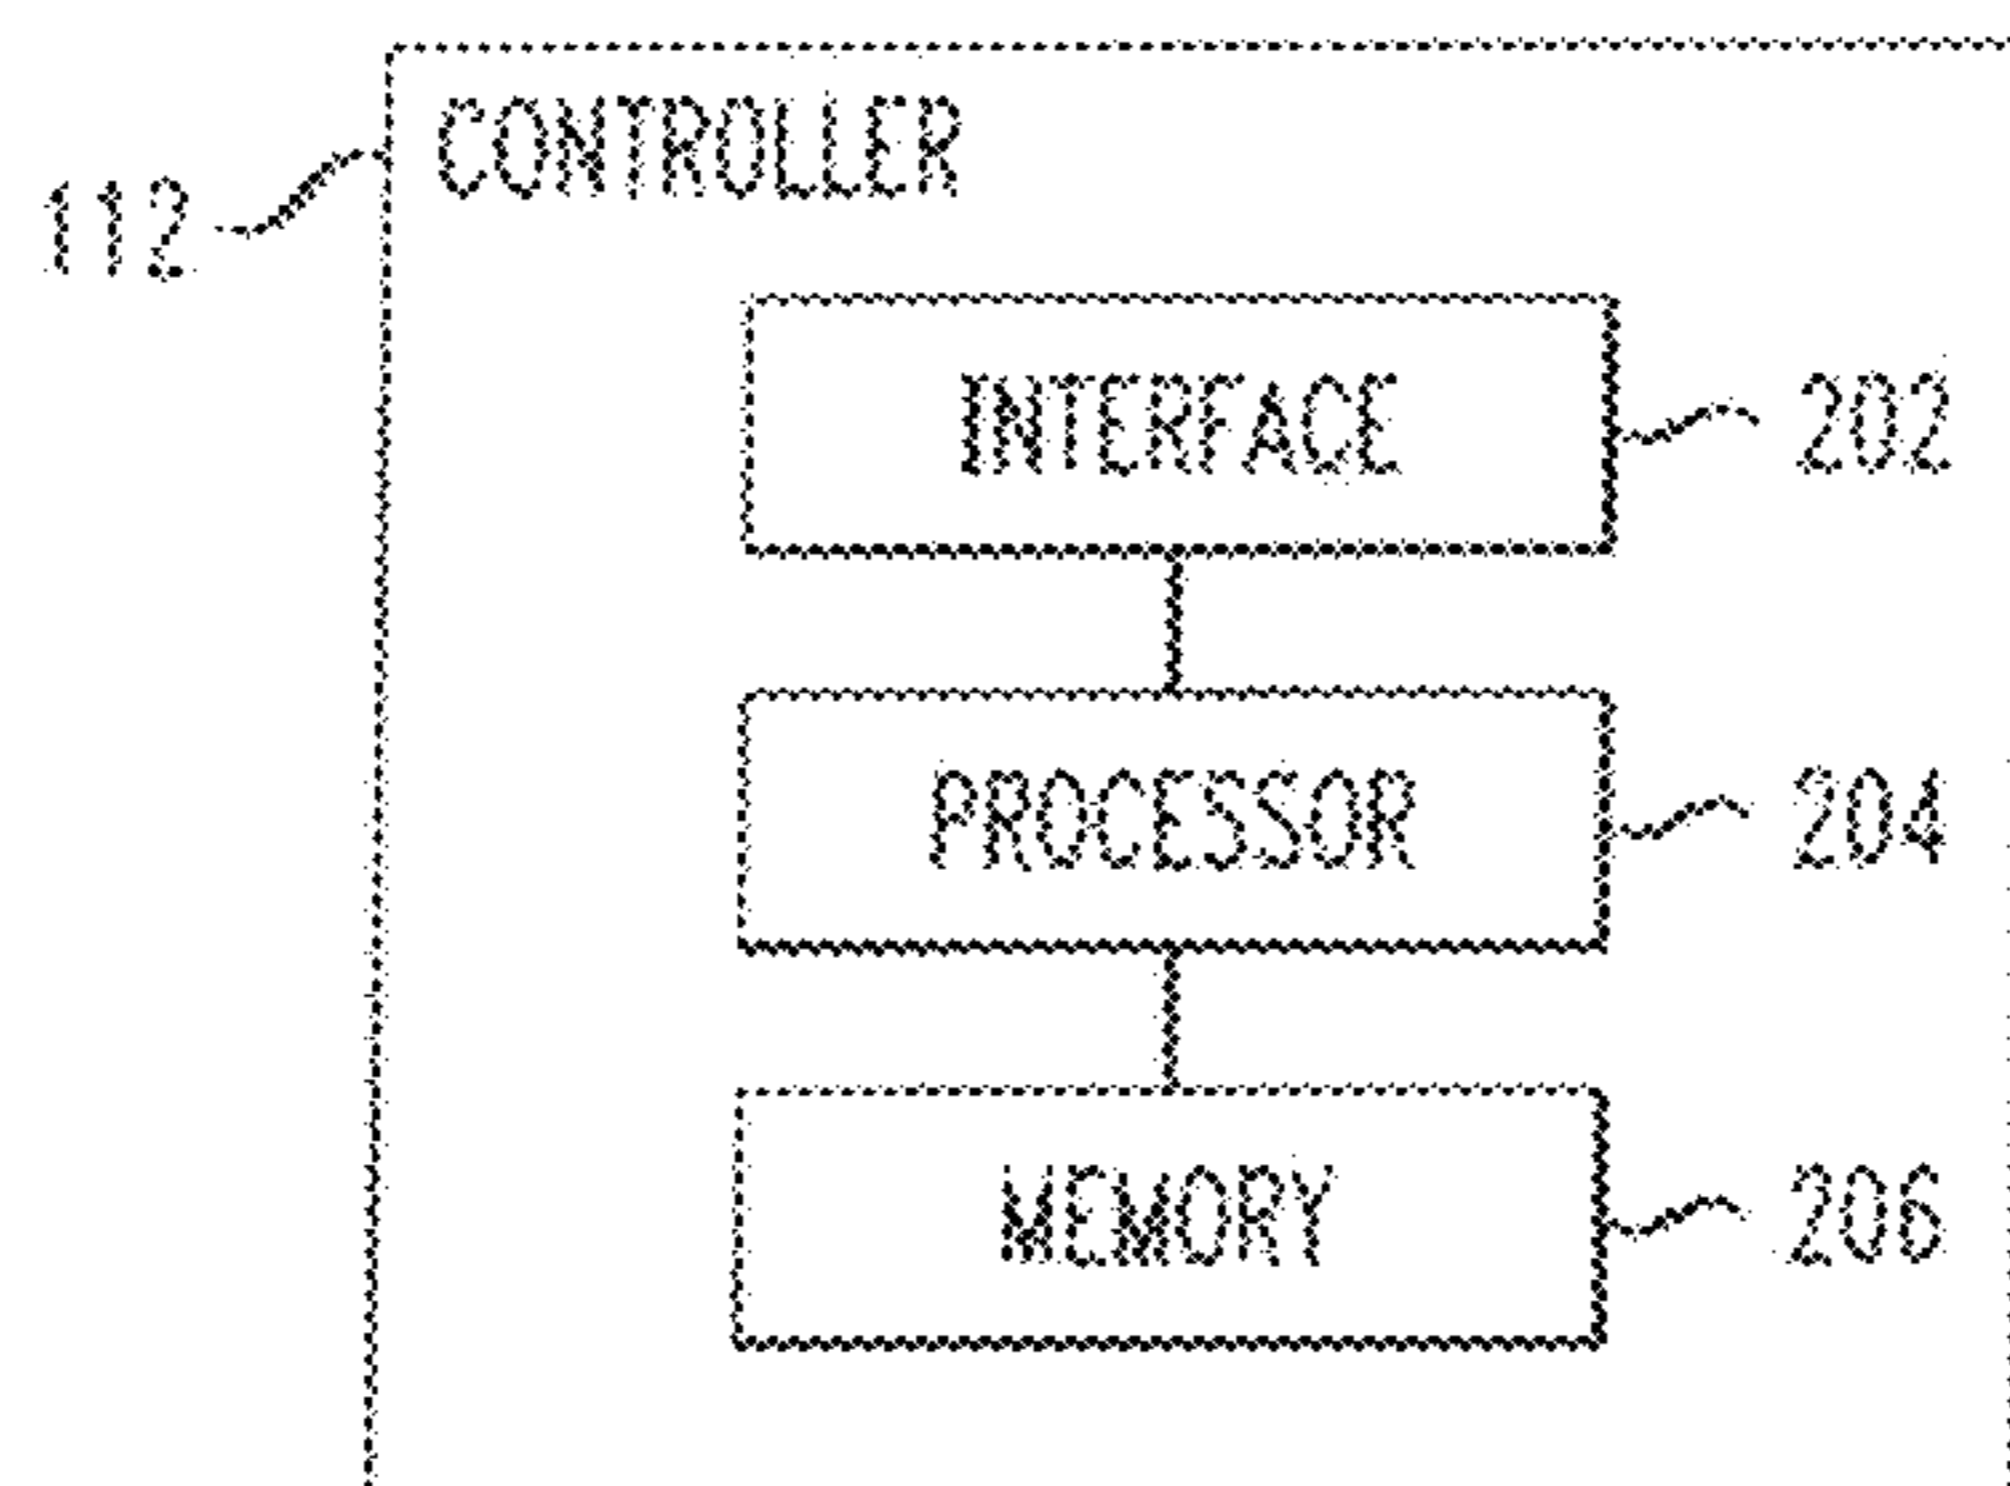 CONTROLLER
112
INTERFACE
202
PROCESSOR
204
MEMORY
206